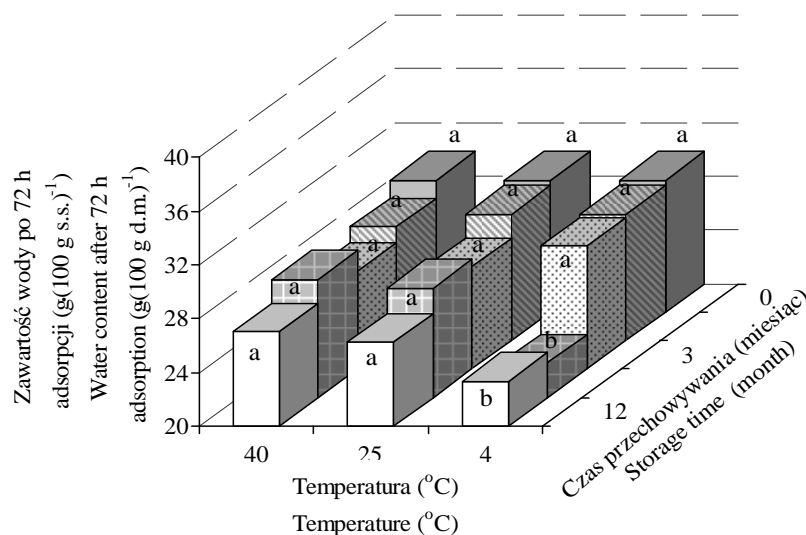 Zawartość wody po 72 h
adsorpcji (g(100 g s.s.)⁻¹
Water content after 72 h
adsorption (g(100 g d.m.)⁻¹
40
36
32
28
24
20
a
a
a
a
a
a
a
a
a
a
a
a
a
b
b
40
25
4
Temperatura (°C)
Temperature (°C)
0
3
12
Czas przechowywania (miesiąc)
Storage time (month)